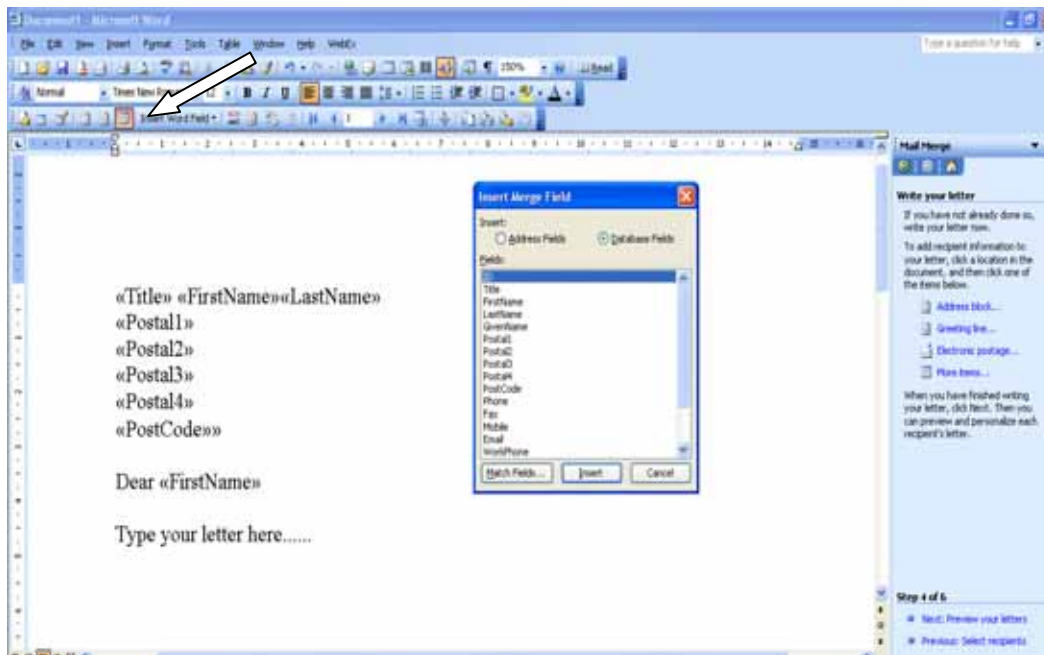 Document1 - Microsoft Word
File Edit View Insert Format Tools Table Window Help WebEx
Type a question for help
150%
Read
Normal
Times New
12
B I U
Insert Word Field
1
Mail Merge
Write your letter
If you have not already done so,
write your letter now.
To add recipient information to
your letter, click a location in the
document, and then click one of
the items below.
Address block...
Greeting line...
Electronic postage...
More items...
When you have finished writing
your letter, click Next. Then you
can preview and personalize each
recipient's letter.
Step 4 of 6
Next: Preview your letters
Previous: Select recipients
Insert Merge Field
Insert:
Address Fields Database Fields
Fields:
Title
FirstName
LastName
GivenName
Postal1
Postal2
Postal3
Postal4
PostCode
Phone
Fax
Mobile
Email
WorkPhone
Match Fields... Insert Cancel
«Title» «FirstName»«LastName»
«Postal1»
«Postal2»
«Postal3»
«Postal4»
«PostCode»»
Dear «FirstName»
Type your letter here......